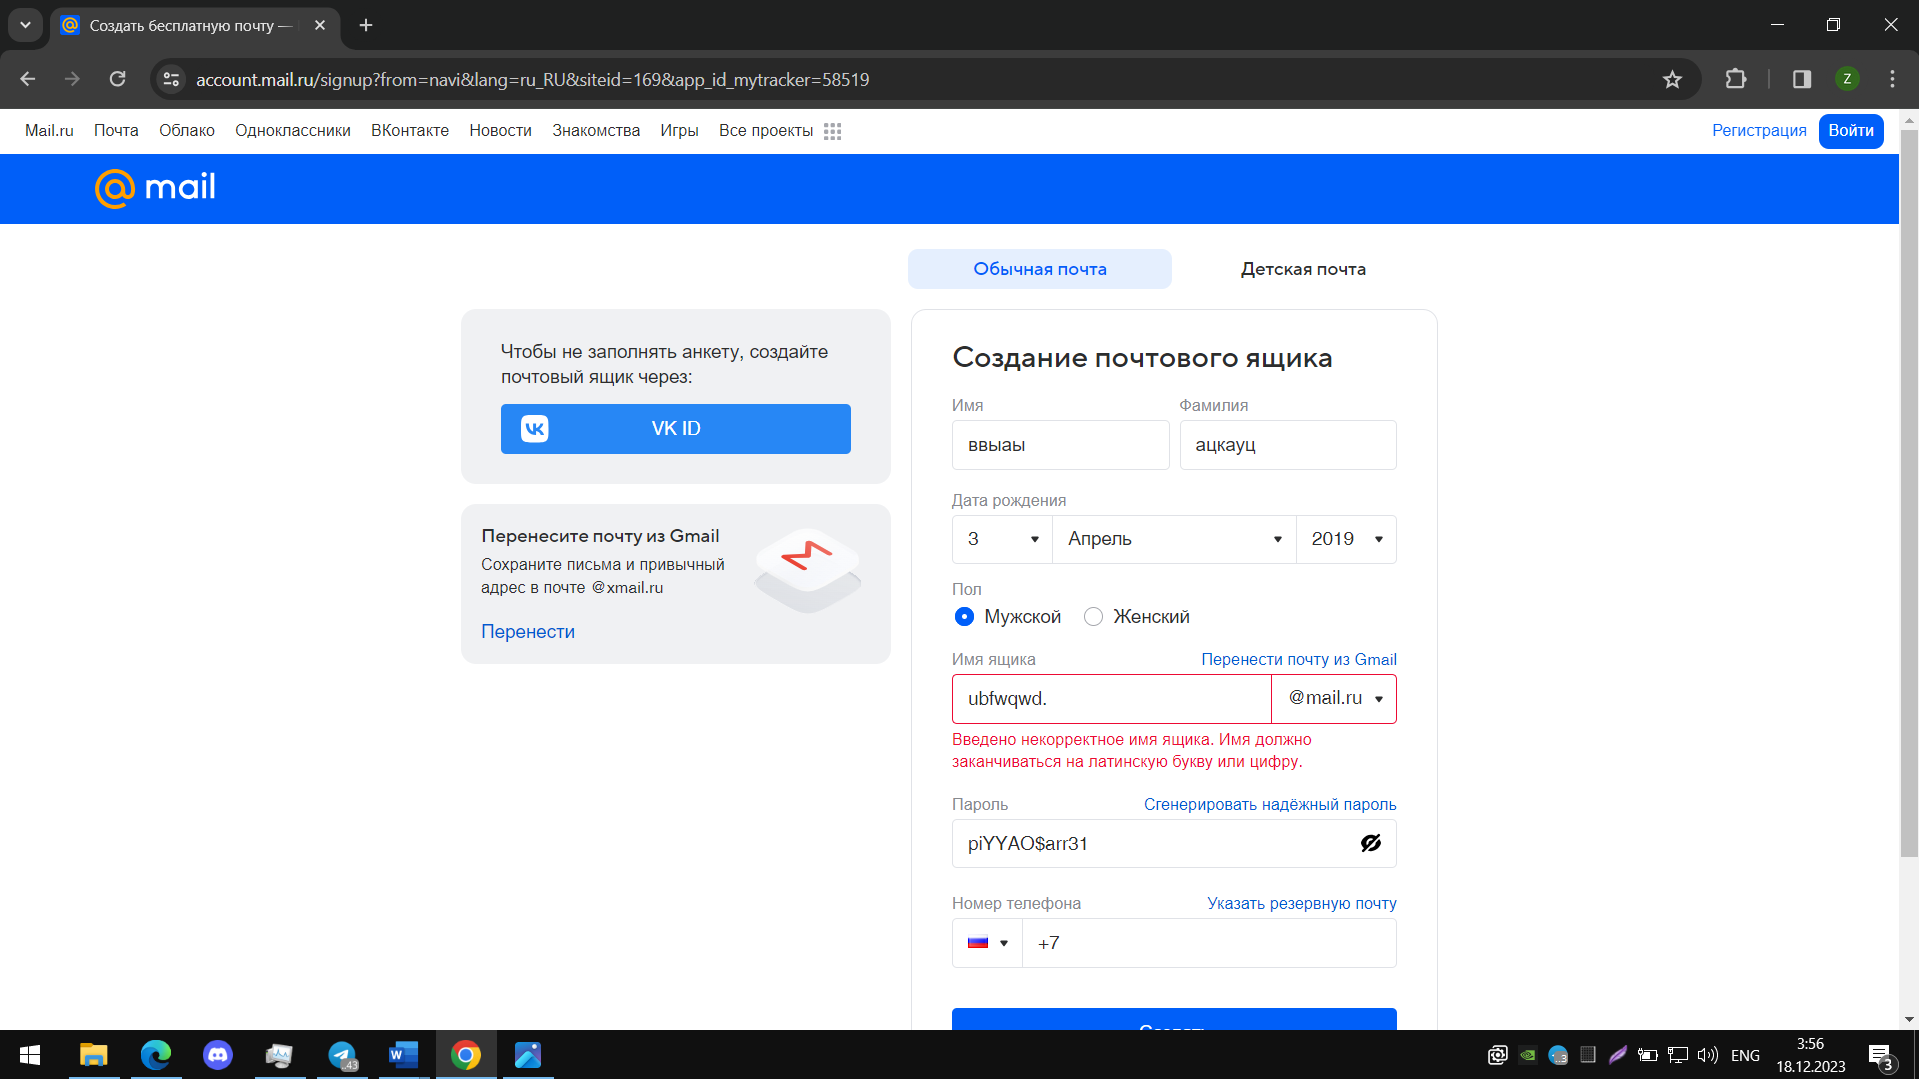 Создать бесплатную почту —
account.mail.ru/signup?from=navi&lang=ru_RU&siteid=169&app_id_mytracker=58519
Z
Mail.ru Почта Облако Одноклассники ВКонтакте Новости Знакомства Игры Все проекты
Регистрация Войти
@mail
Обычная почта Детская почта
Чтобы не заполнять анкету, создайте
почтовый ящик через:
VK ID
Перенесите почту из Gmail
Сохраните письма и привычный
адрес в почте @xmail.ru
Перенести
Создание почтового ящика
Имя Фамилия
ввыаы ацкауц
Дата рождения
3 Апрель 2019
Пол
Мужской Женский
Имя ящика Перенести почту из Gmail
ubfwqwd. @mail.ru
Введено некорректное имя ящика. Имя должно
заканчиваться на латинскую букву или цифру.
Пароль Сгенерировать надёжный пароль
piYYAO$arr31
Номер телефона Указать резервную почту
+7
43
W
ENG
3:56
18.12.2023
3